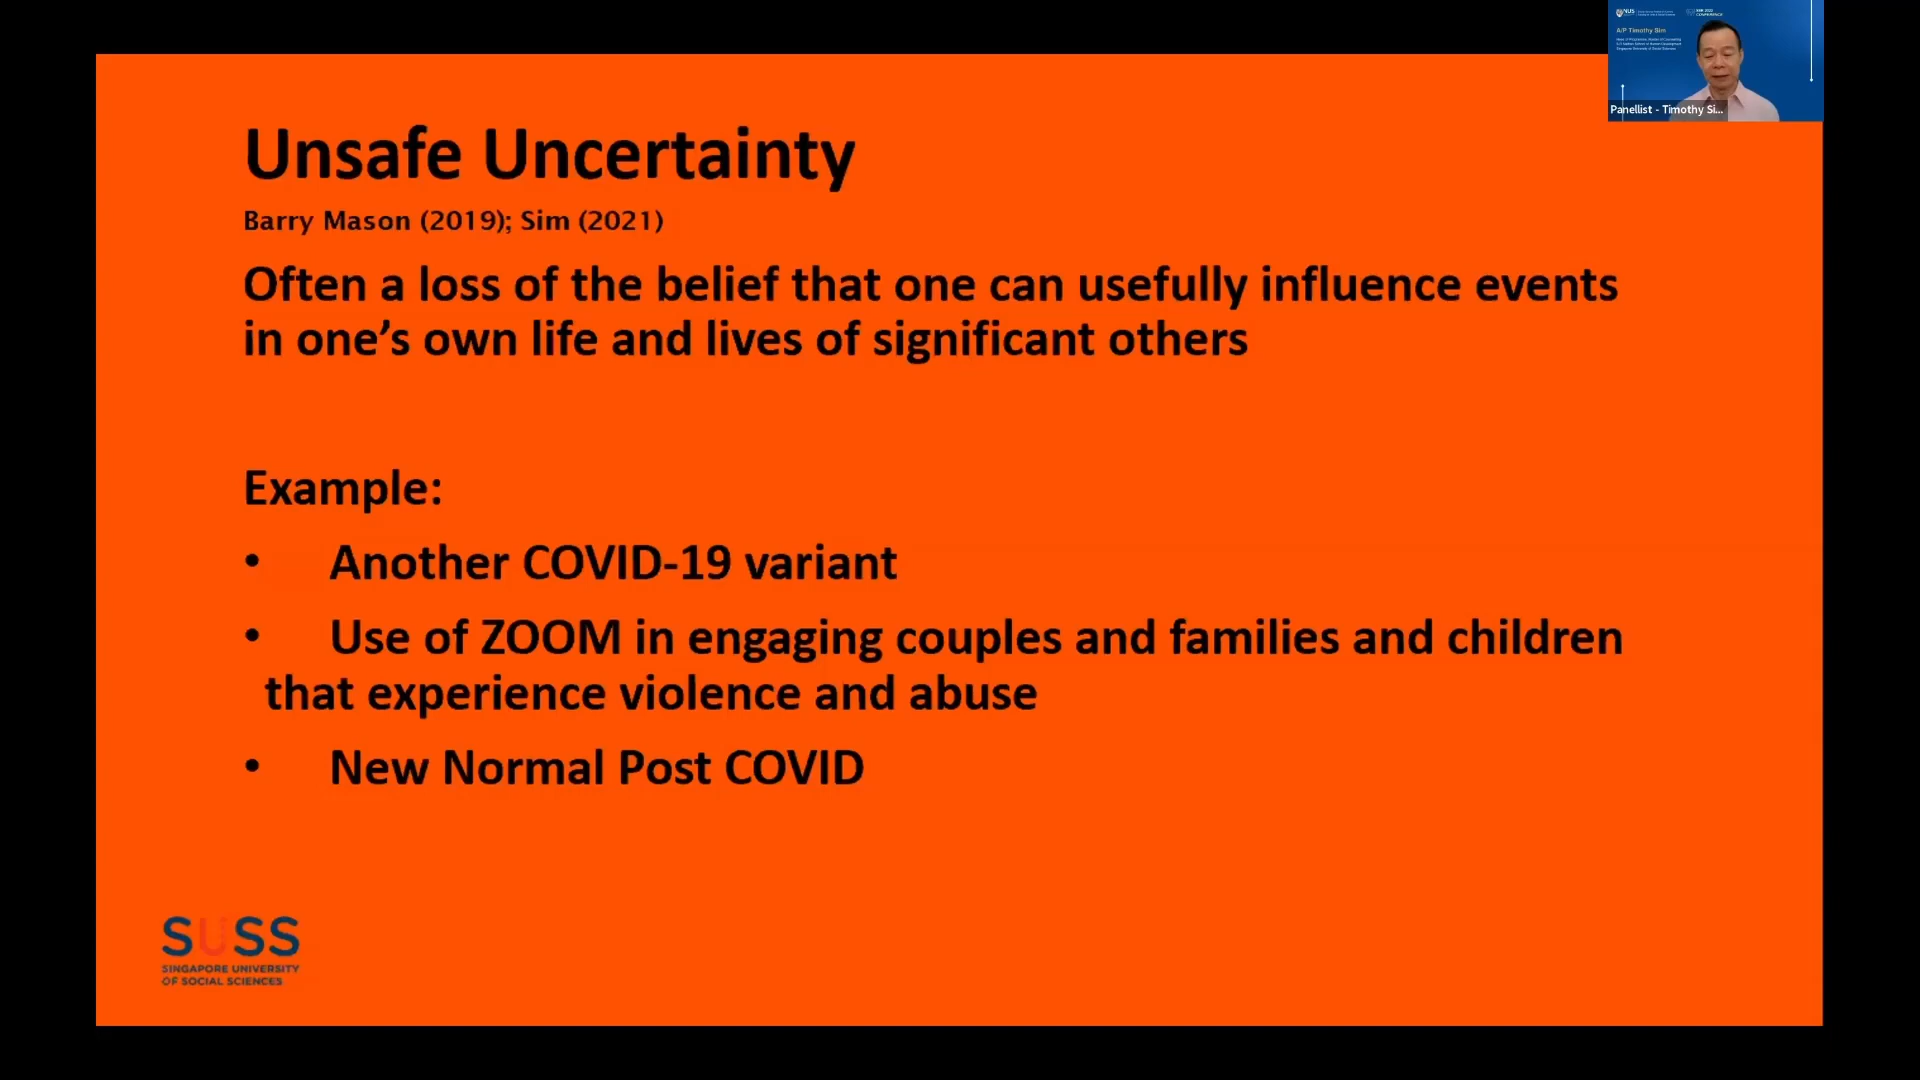 NUS
A/P Timothy Sim
Panellist - Timothy Si...
Unsafe Uncertainty
Barry Mason (2019); Sim (2021)
Often a loss of the belief that one can usefully influence events
in one’s own life and lives of significant others
Example:
• Another COVID-19 variant
• Use of ZOOM in engaging couples and families and children
that experience violence and abuse
• New Normal Post COVID
SUSS
SINGAPORE UNIVERSITY
OF SOCIAL SCIENCES